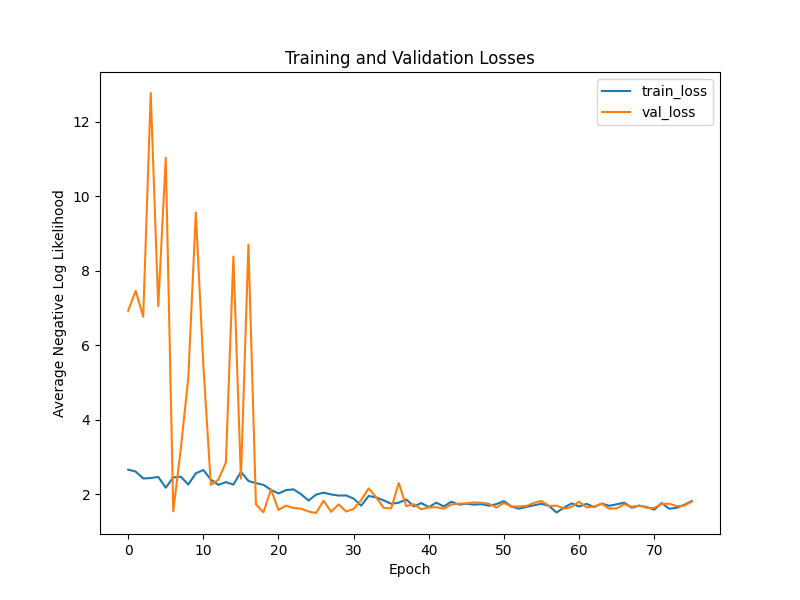 Training and Validation Losses
train_loss
val_loss
Average Negative Log Likelihood
12
10
8
6
4
2
0 10 20 30 40 50 60 70
Epoch